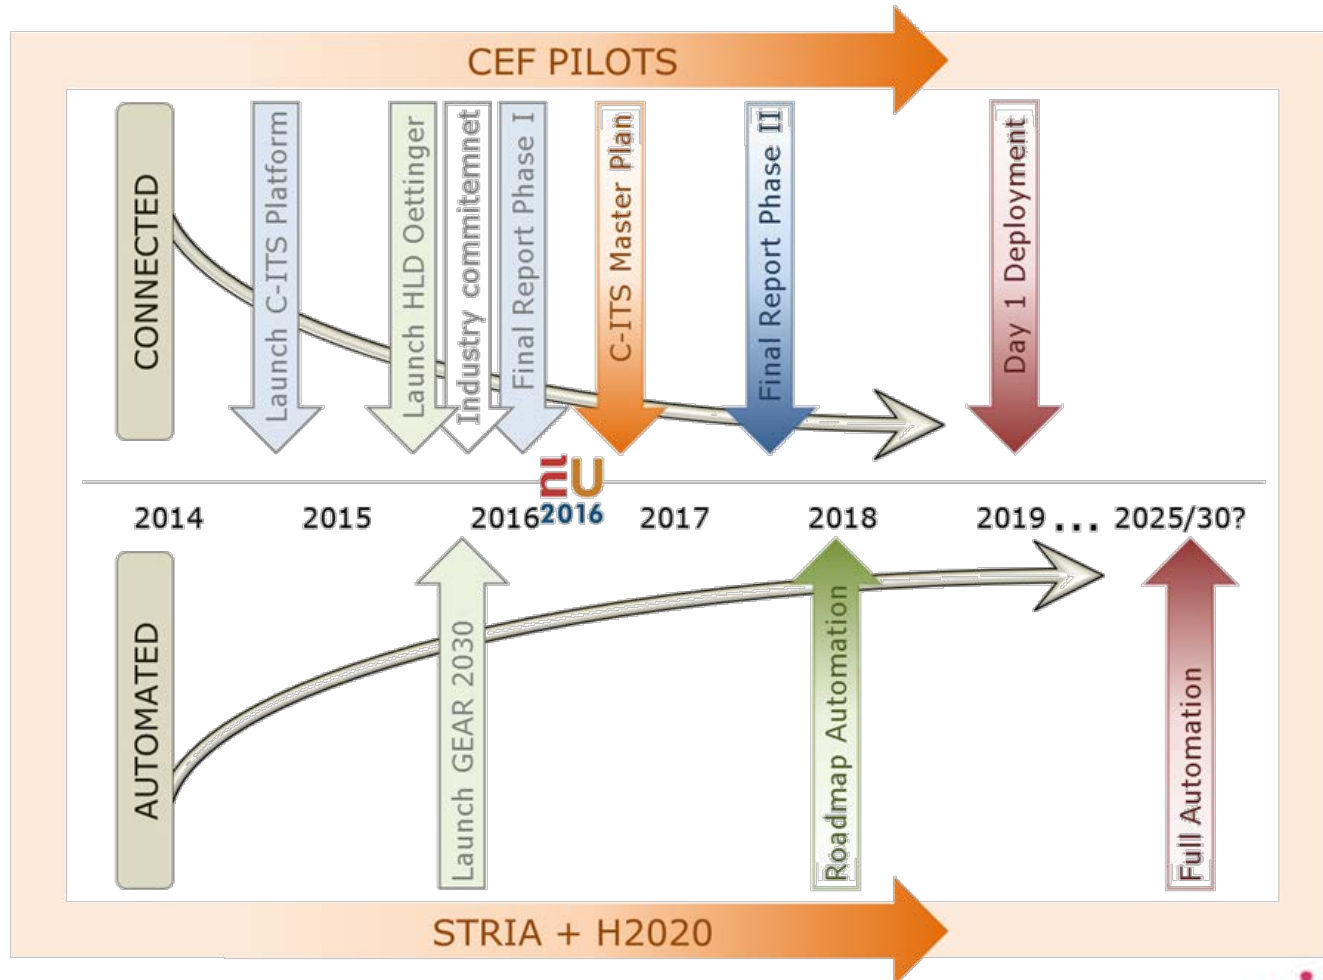 CEF PILOTS
CONNECTED
Launch C-ITS Platform
Launch HLD Oettinger
Industry commitemnet
Final Report Phase I
C-ITS Master Plan
Final Report Phase II
Day 1 Deployment
nlU
2014 2015 2016 2016 2017 2018 2019 ... 2025/30?
AUTOMATED
Launch GEAR 2030
Roadmap Automation
Full Automation
STRIA + H2020